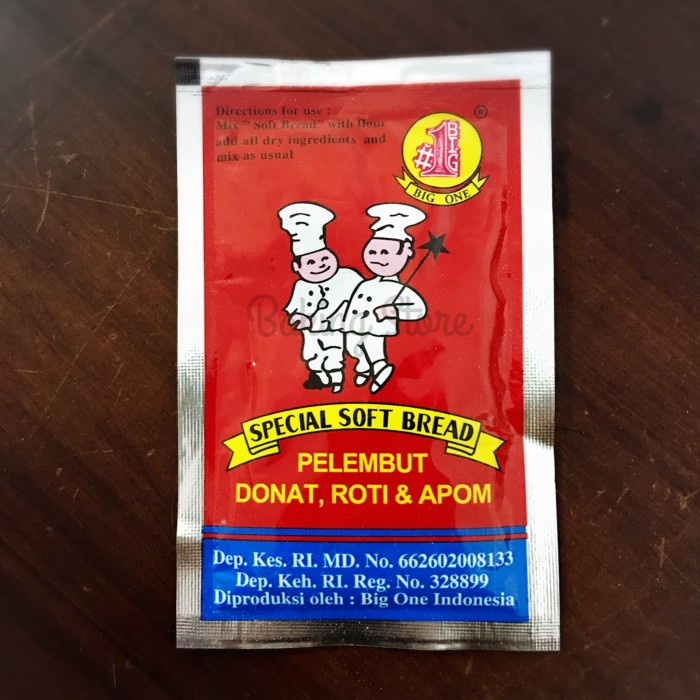 Directions for use :
Mix " Soft Bread" with flour
add all dry ingredients and
mix as usual
®
#1 BIG
BIG ONE
Baking Store
SPECIAL SOFT BREAD
PELEMBUT
DONAT, ROTI & APOM
Dep. Kes. RI. MD. No. 662602008133
Dep. Keh. RI. Reg. No. 328899
Diproduksi oleh : Big One Indonesia